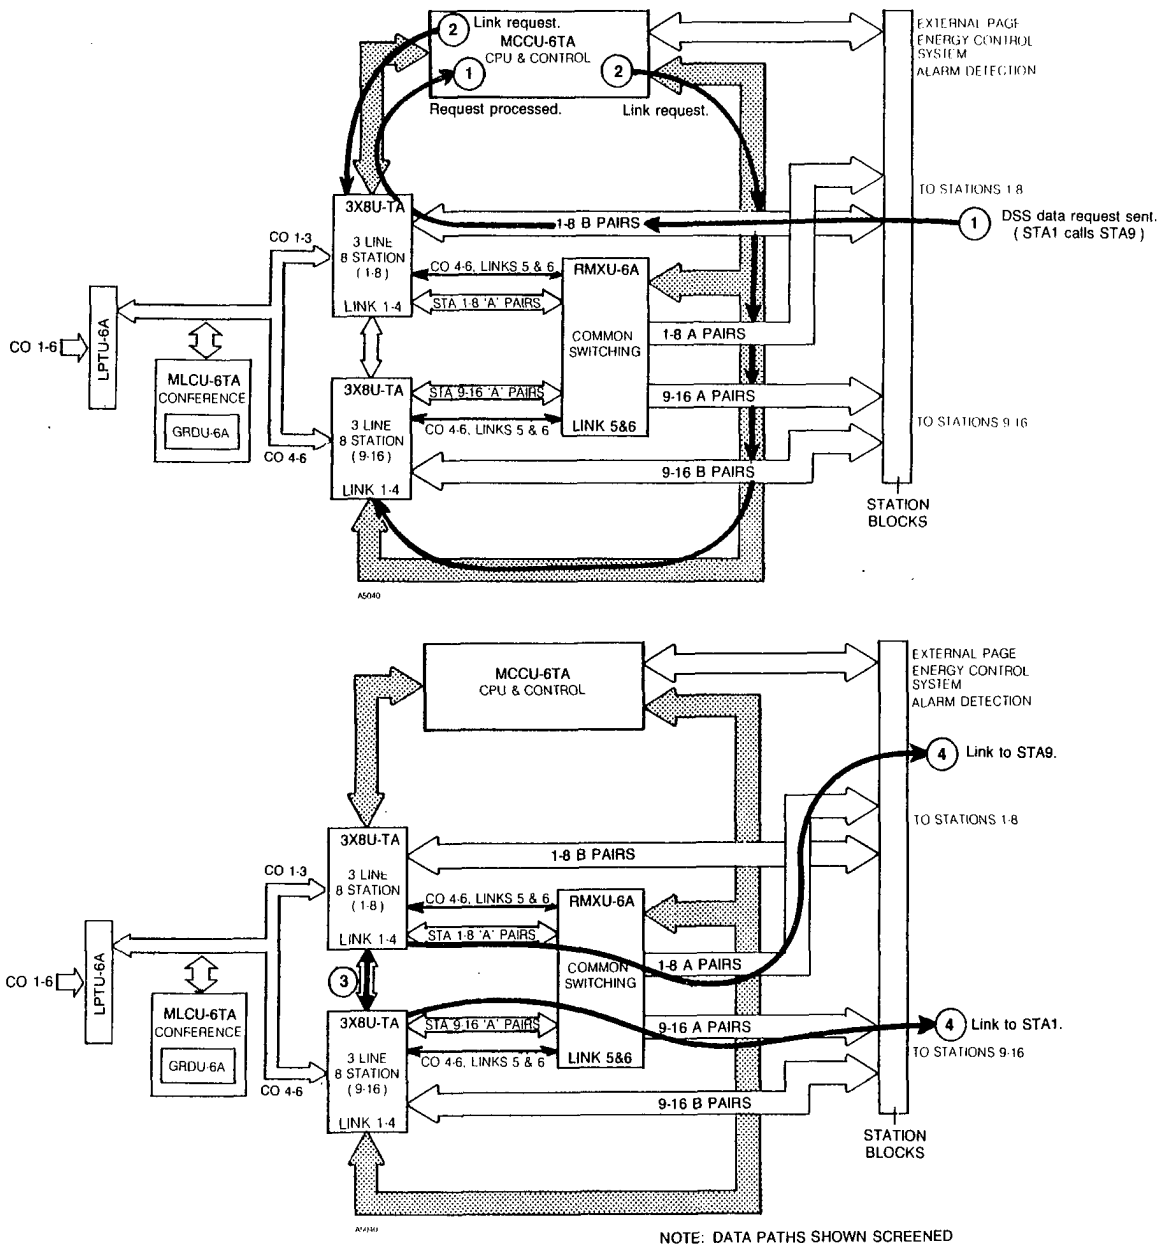 2 Link request.
MCCU-6TA
CPU & CONTROL
1
2
Request processed.
Link request.
EXTERNAL PAGE
ENERGY CONTROL
SYSTEM
ALARM DETECTION
3X8U-TA
3 LINE
8 STATION
(1-8)
LINK 1-4
1-8 B PAIRS
TO STATIONS 1-8
1 DSS data request sent.
(STA1 calls STA9)
CO 1-3
CO 4-6, LINKS 5 & 6
STA 1-8 'A' PAIRS
RMXU-6A
COMMON
SWITCHING
LINK 5&6
1-8 A PAIRS
CO 1-6
LPTU-6A
MLCU-6TA
CONFERENCE
GRDU-6A
CO 4-6
3X8U-TA
3 LINE
8 STATION
(9-16)
LINK 1-4
STA 9-16 'A' PAIRS
CO 4-6, LINKS 5 & 6
9-16 A PAIRS
TO STATIONS 9-16
9-16 B PAIRS
STATION
BLOCKS
A5040
MCCU-6TA
CPU & CONTROL
EXTERNAL PAGE
ENERGY CONTROL
SYSTEM
ALARM DETECTION
4 Link to STA9.
3X8U-TA
3 LINE
8 STATION
(1-8)
LINK 1-4
1-8 B PAIRS
TO STATIONS 1-8
CO 1-3
CO 4-6, LINKS 5 & 6
STA 1-8 'A' PAIRS
RMXU-6A
COMMON
SWITCHING
LINK 5&6
1-8 A PAIRS
3
CO 1-6
LPTU-6A
MLCU-6TA
CONFERENCE
GRDU-6A
CO 4-6
3X8U-TA
3 LINE
8 STATION
(9-16)
LINK 1-4
STA 9-16 'A' PAIRS
CO 4-6, LINKS 5 & 6
9-16 A PAIRS
4 Link to STA1.
TO STATIONS 9-16
9-16 B PAIRS
STATION
BLOCKS
A5040
NOTE: DATA PATHS SHOWN SCREENED